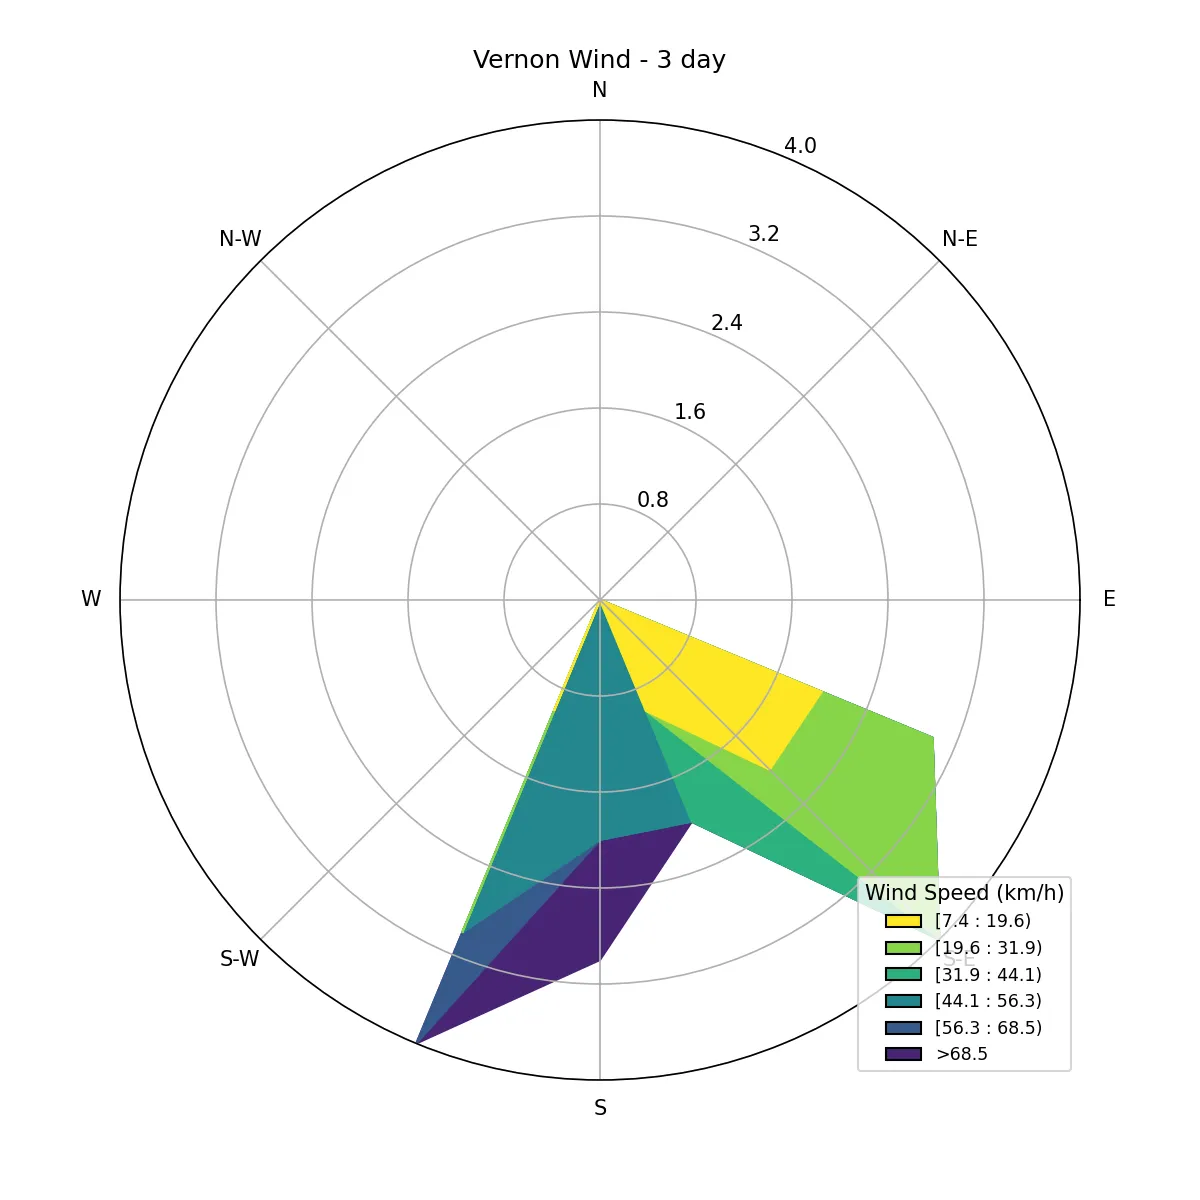 Vernon Wind - 3 day
N
4.0
N-W
N-E
3.2
2.4
1.6
0.8
W
E
Wind Speed (km/h)
[7.4 : 19.6)
[19.6 : 31.9)
[31.9 : 44.1)
[44.1 : 56.3)
[56.3 : 68.5)
>68.5
S-W
S-E
S